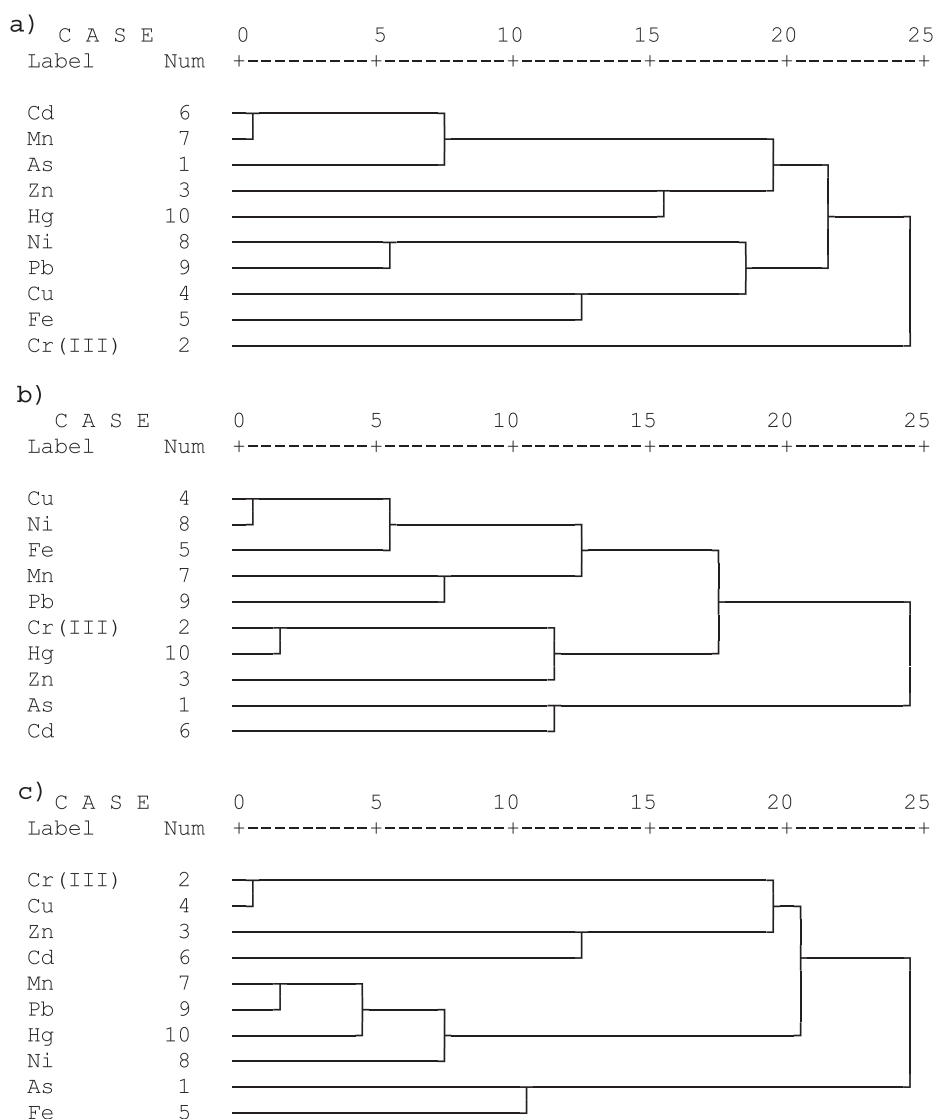 a) C A S E 0 5 10 15 20 25
Label Num +---------+---------+---------+---------+---------+
Cd 6
Mn 7
As 1
Zn 3
Hg 10
Ni 8
Pb 9
Cu 4
Fe 5
Cr(III) 2
b)
C A S E 0 5 10 15 20 25
Label Num +---------+---------+---------+---------+---------+
Cu 4
Ni 8
Fe 5
Mn 7
Pb 9
Cr(III) 2
Hg 10
Zn 3
As 1
Cd 6
c) C A S E 0 5 10 15 20 25
Label Num +---------+---------+---------+---------+---------+
Cr(III) 2
Cu 4
Zn 3
Cd 6
Mn 7
Pb 9
Hg 10
Ni 8
As 1
Fe 5